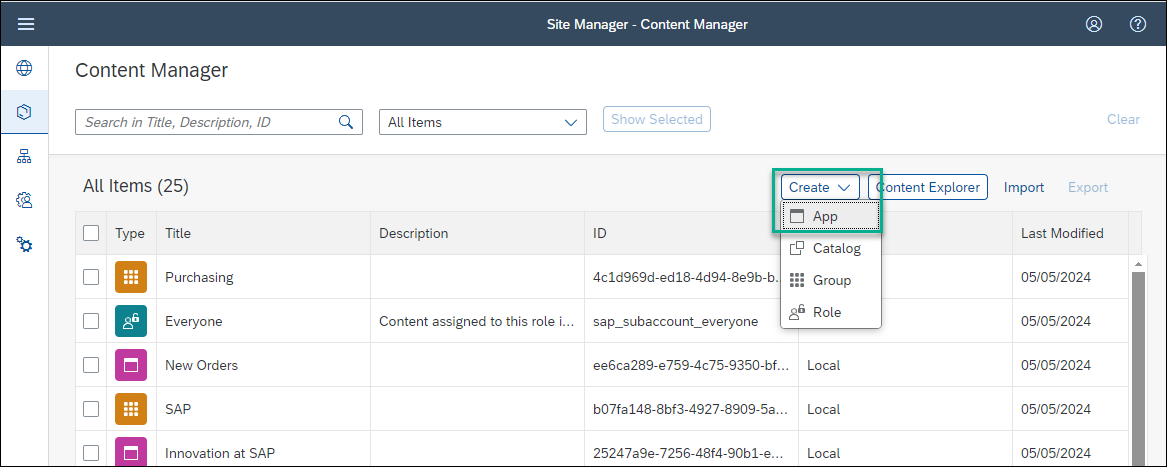 Site Manager - Content Manager
Content Manager
Search in Title, Description, ID
All Items
Show Selected
Clear
All Items (25)
Create
Content Explorer
Import
Export
App
Catalog
Group
Role
Type
Title
Description
ID
Last Modified
Purchasing
4c1d969d-ed18-4d94-8e9b-b...
05/05/2024
Everyone
Content assigned to this role i...
sap_subaccount_everyone
05/05/2024
New Orders
ee6ca289-e759-4c75-9350-bf...
Local
05/05/2024
SAP
b07fa148-8bf3-4927-8909-5a...
Local
05/05/2024
Innovation at SAP
25247a9e-7256-48f4-90b1-e...
Local
05/05/2024